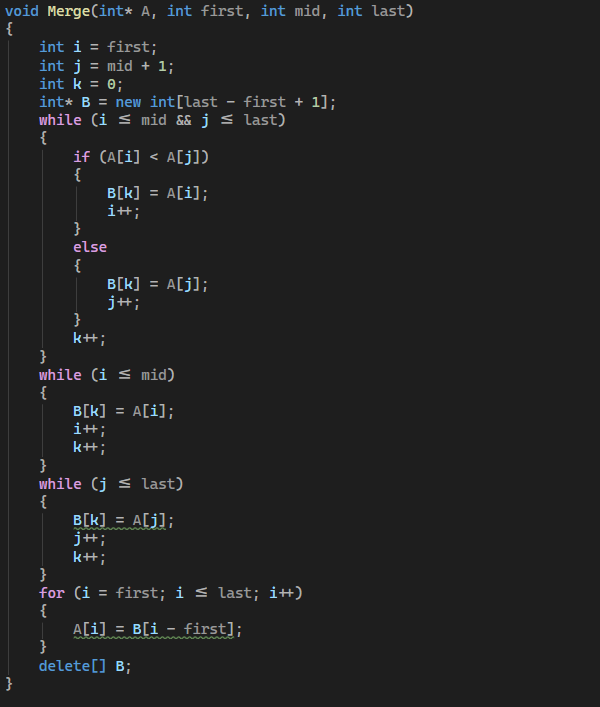 void Merge(int* A, int first, int mid, int last)
{
    int i = first;
    int j = mid + 1;
    int k = 0;
    int* B = new int[last - first + 1];
    while (i ≤ mid && j ≤ last)
    {
        if (A[i] < A[j])
        {
            B[k] = A[i];
            i++;
        }
        else
        {
            B[k] = A[j];
            j++;
        }
        k++;
    }
    while (i ≤ mid)
    {
        B[k] = A[i];
        i++;
        k++;
    }
    while (j ≤ last)
    {
        B[k] = A[j];
        j++;
        k++;
    }
    for (i = first; i ≤ last; i++)
    {
        A[i] = B[i - first];
    }
    delete[] B;
}